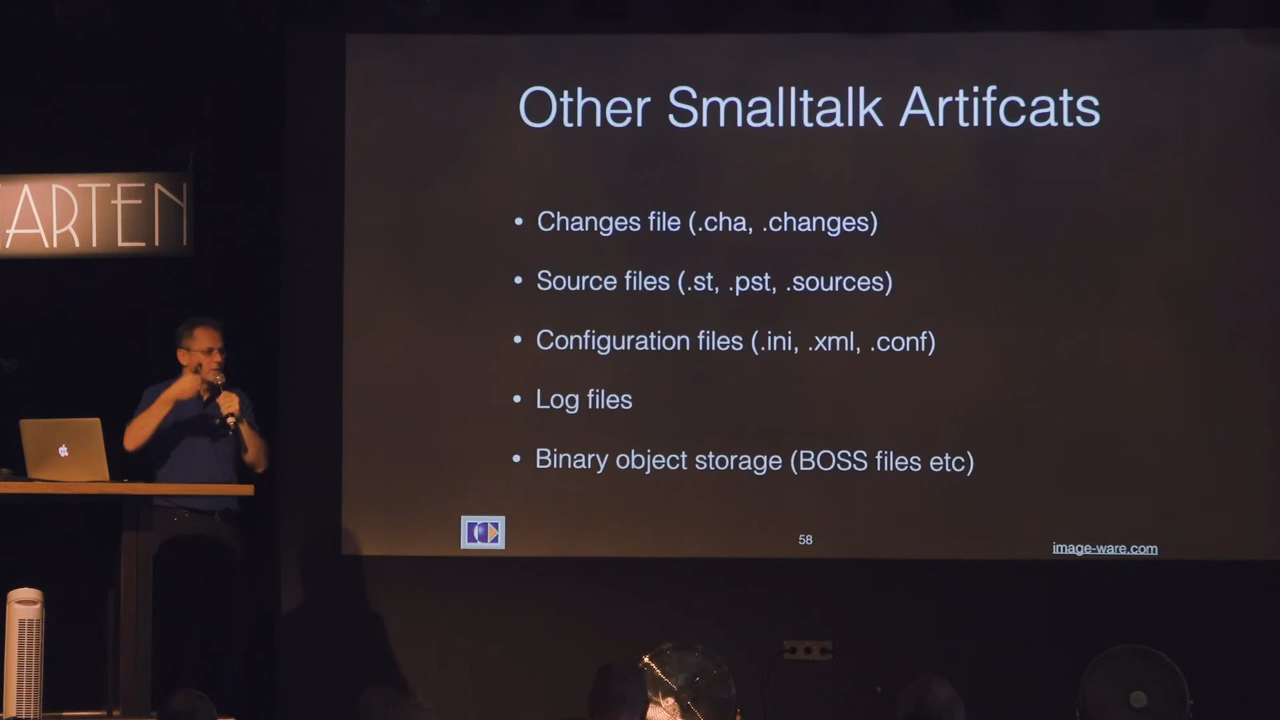 Other Smalltalk Artifcats
ARTEN
• Changes file (.cha, .changes)
• Source files (.st, .pst, .sources)
• Configuration files (.ini, .xml, .conf)
• Log files
• Binary object storage (BOSS files etc)
58
image-ware.com